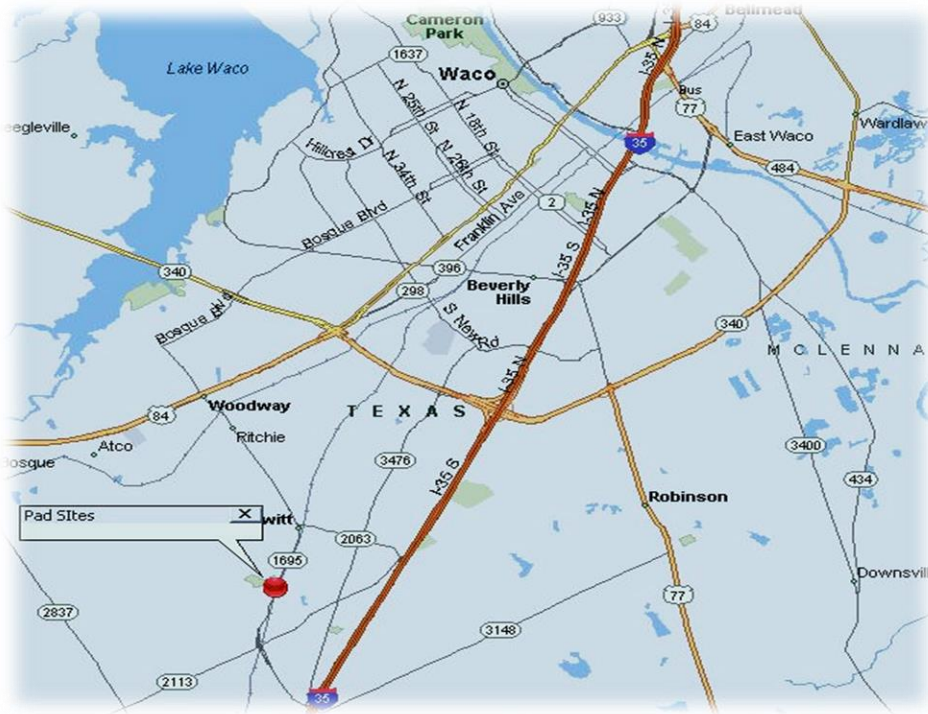 Cameron
Park
933
84
Bellmead
Lake Waco
1637
Waco
I-35 N
Bus
77
eegleville
N 25th St
N 18th St
East Waco
Wardlaw
Hillcrest Dr
N 34th St
N 26th St
35
484
Bosque Blvd
Franklin Ave
2
I-35 N
I-35 S
340
396
Beverly
Hills
298
Bosque Blvd
S New Rd
340
MCLENNA
I-35 N
84
Woodway
TEXAS
Ritchie
Atco
Bosque
3476
I-35 S
3400
434
Robinson
Pad SItes
X
witt
2063
1695
Downsvil
2837
77
3148
2113
35